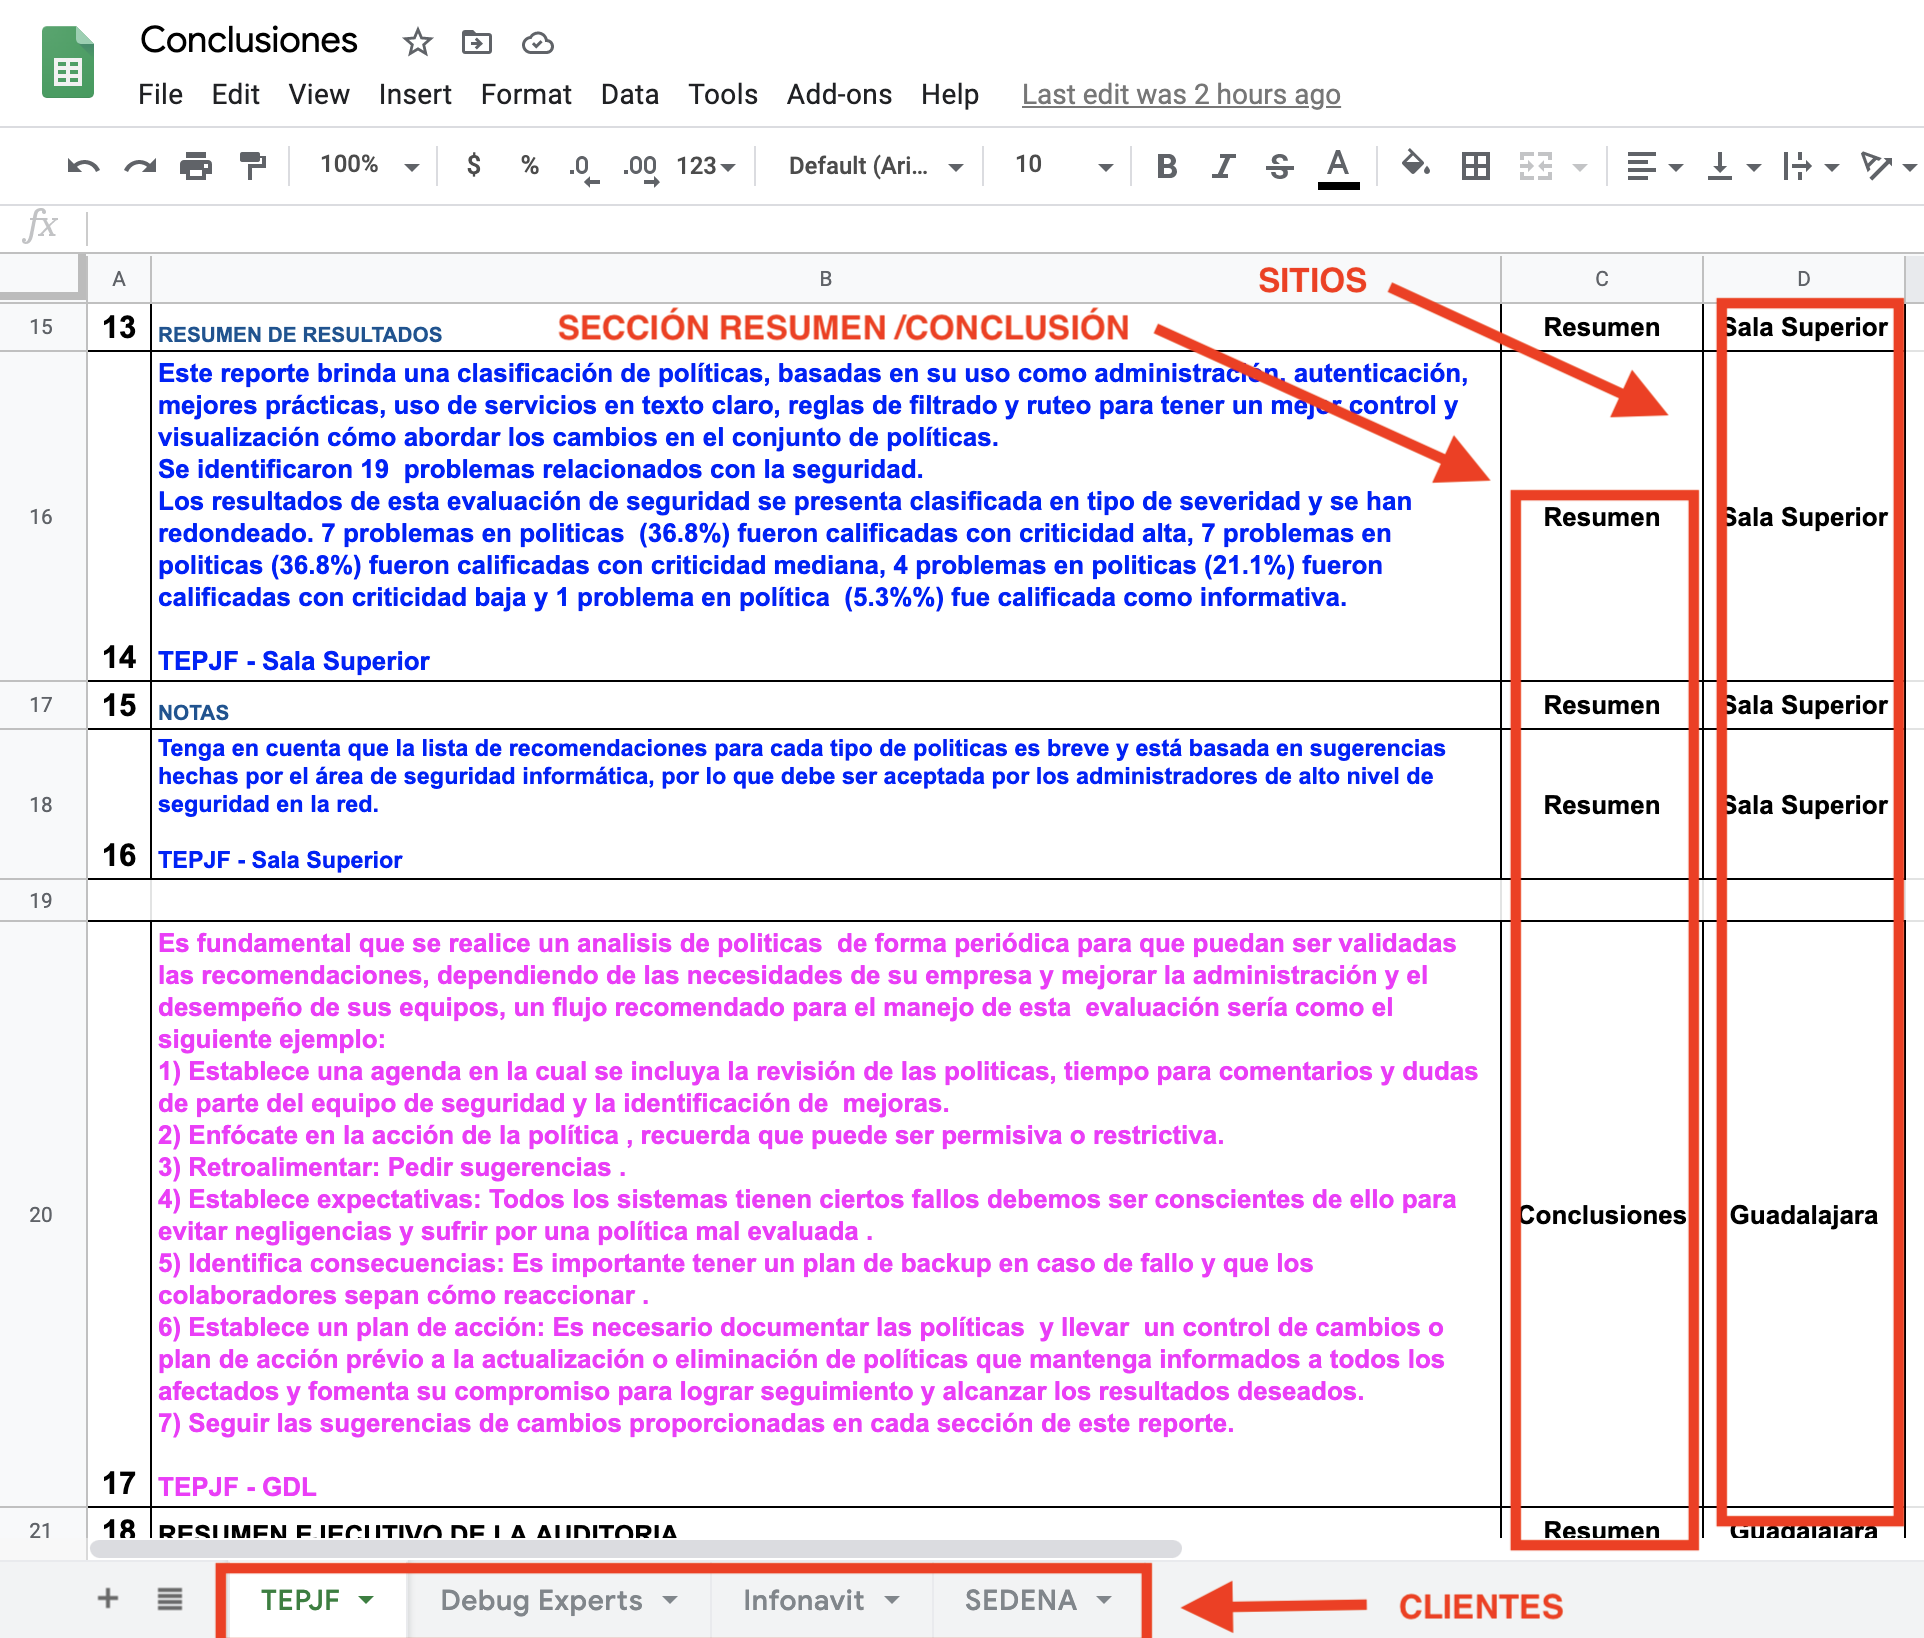 Conclusiones
File Edit View Insert Format Data Tools Add-ons Help Last edit was 2 hours ago
100% $ % .0 .00 123 Default (Ari... 10 B I S A
fx
A B C D
SITIOS
15 13 RESUMEN DE RESULTADOS SECCIÓN RESUMEN /CONCLUSIÓN Resumen Sala Superior
Este reporte brinda una clasificación de políticas, basadas en su uso como administración, autenticación,
mejores prácticas, uso de servicios en texto claro, reglas de filtrado y ruteo para tener un mejor control y
visualización cómo abordar los cambios en el conjunto de políticas.
Se identificaron 19  problemas relacionados con la seguridad.
Los resultados de esta evaluación de seguridad se presenta clasificada en tipo de severidad y se han
16 Resumen Sala Superior
redondeado. 7 problemas en politicas  (36.8%) fueron calificadas con criticidad alta, 7 problemas en
politicas (36.8%) fueron calificadas con criticidad mediana, 4 problemas en politicas (21.1%) fueron
calificadas con criticidad baja y 1 problema en política  (5.3%%) fue calificada como informativa.
14 TEPJF - Sala Superior
17 15 NOTAS Resumen Sala Superior
Tenga en cuenta que la lista de recomendaciones para cada tipo de politicas es breve y está basada en sugerencias
hechas por el área de seguridad informática, por lo que debe ser aceptada por los administradores de alto nivel de
seguridad en la red.
18 Resumen Sala Superior
16 TEPJF - Sala Superior
19
Es fundamental que se realice un analisis de politicas  de forma periódica para que puedan ser validadas
las recomendaciones, dependiendo de las necesidades de su empresa y mejorar la administración y el
desempeño de sus equipos, un flujo recomendado para el manejo de esta  evaluación sería como el
siguiente ejemplo:
1) Establece una agenda en la cual se incluya la revisión de las politicas, tiempo para comentarios y dudas
de parte del equipo de seguridad y la identificación de  mejoras.
2) Enfócate en la acción de la política , recuerda que puede ser permisiva o restrictiva.
3) Retroalimentar: Pedir sugerencias .
4) Establece expectativas: Todos los sistemas tienen ciertos fallos debemos ser conscientes de ello para
20 Conclusiones Guadalajara
evitar negligencias y sufrir por una política mal evaluada .
5) Identifica consecuencias: Es importante tener un plan de backup en caso de fallo y que los
colaboradores sepan cómo reaccionar .
6) Establece un plan de acción: Es necesario documentar las políticas  y llevar  un control de cambios o
plan de acción prévio a la actualización o eliminación de políticas que mantenga informados a todos los
afectados y fomenta su compromiso para lograr seguimiento y alcanzar los resultados deseados.
7) Seguir las sugerencias de cambios proporcionadas en cada sección de este reporte.
17 TEPJF - GDL
21 18 RESUMEN EJECUTIVO DE LA AUDITORIA Resumen Guadalajara
+ TEPJF Debug Experts Infonavit SEDENA CLIENTES